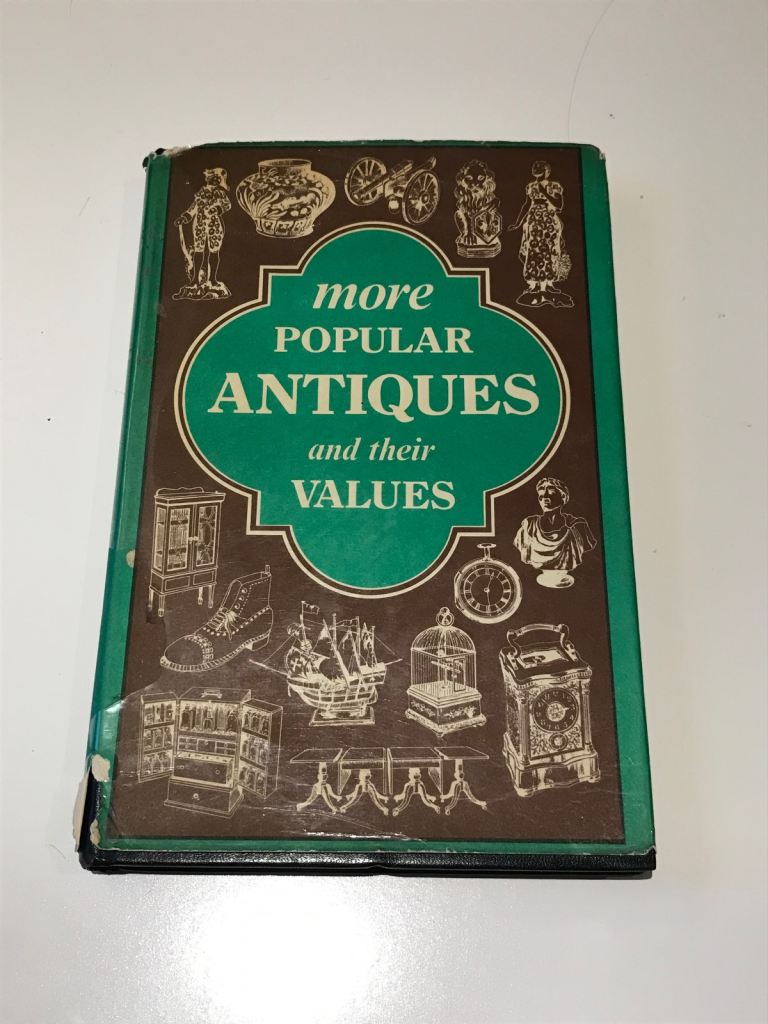 more
POPULAR
ANTIQUES
and their
VALUES